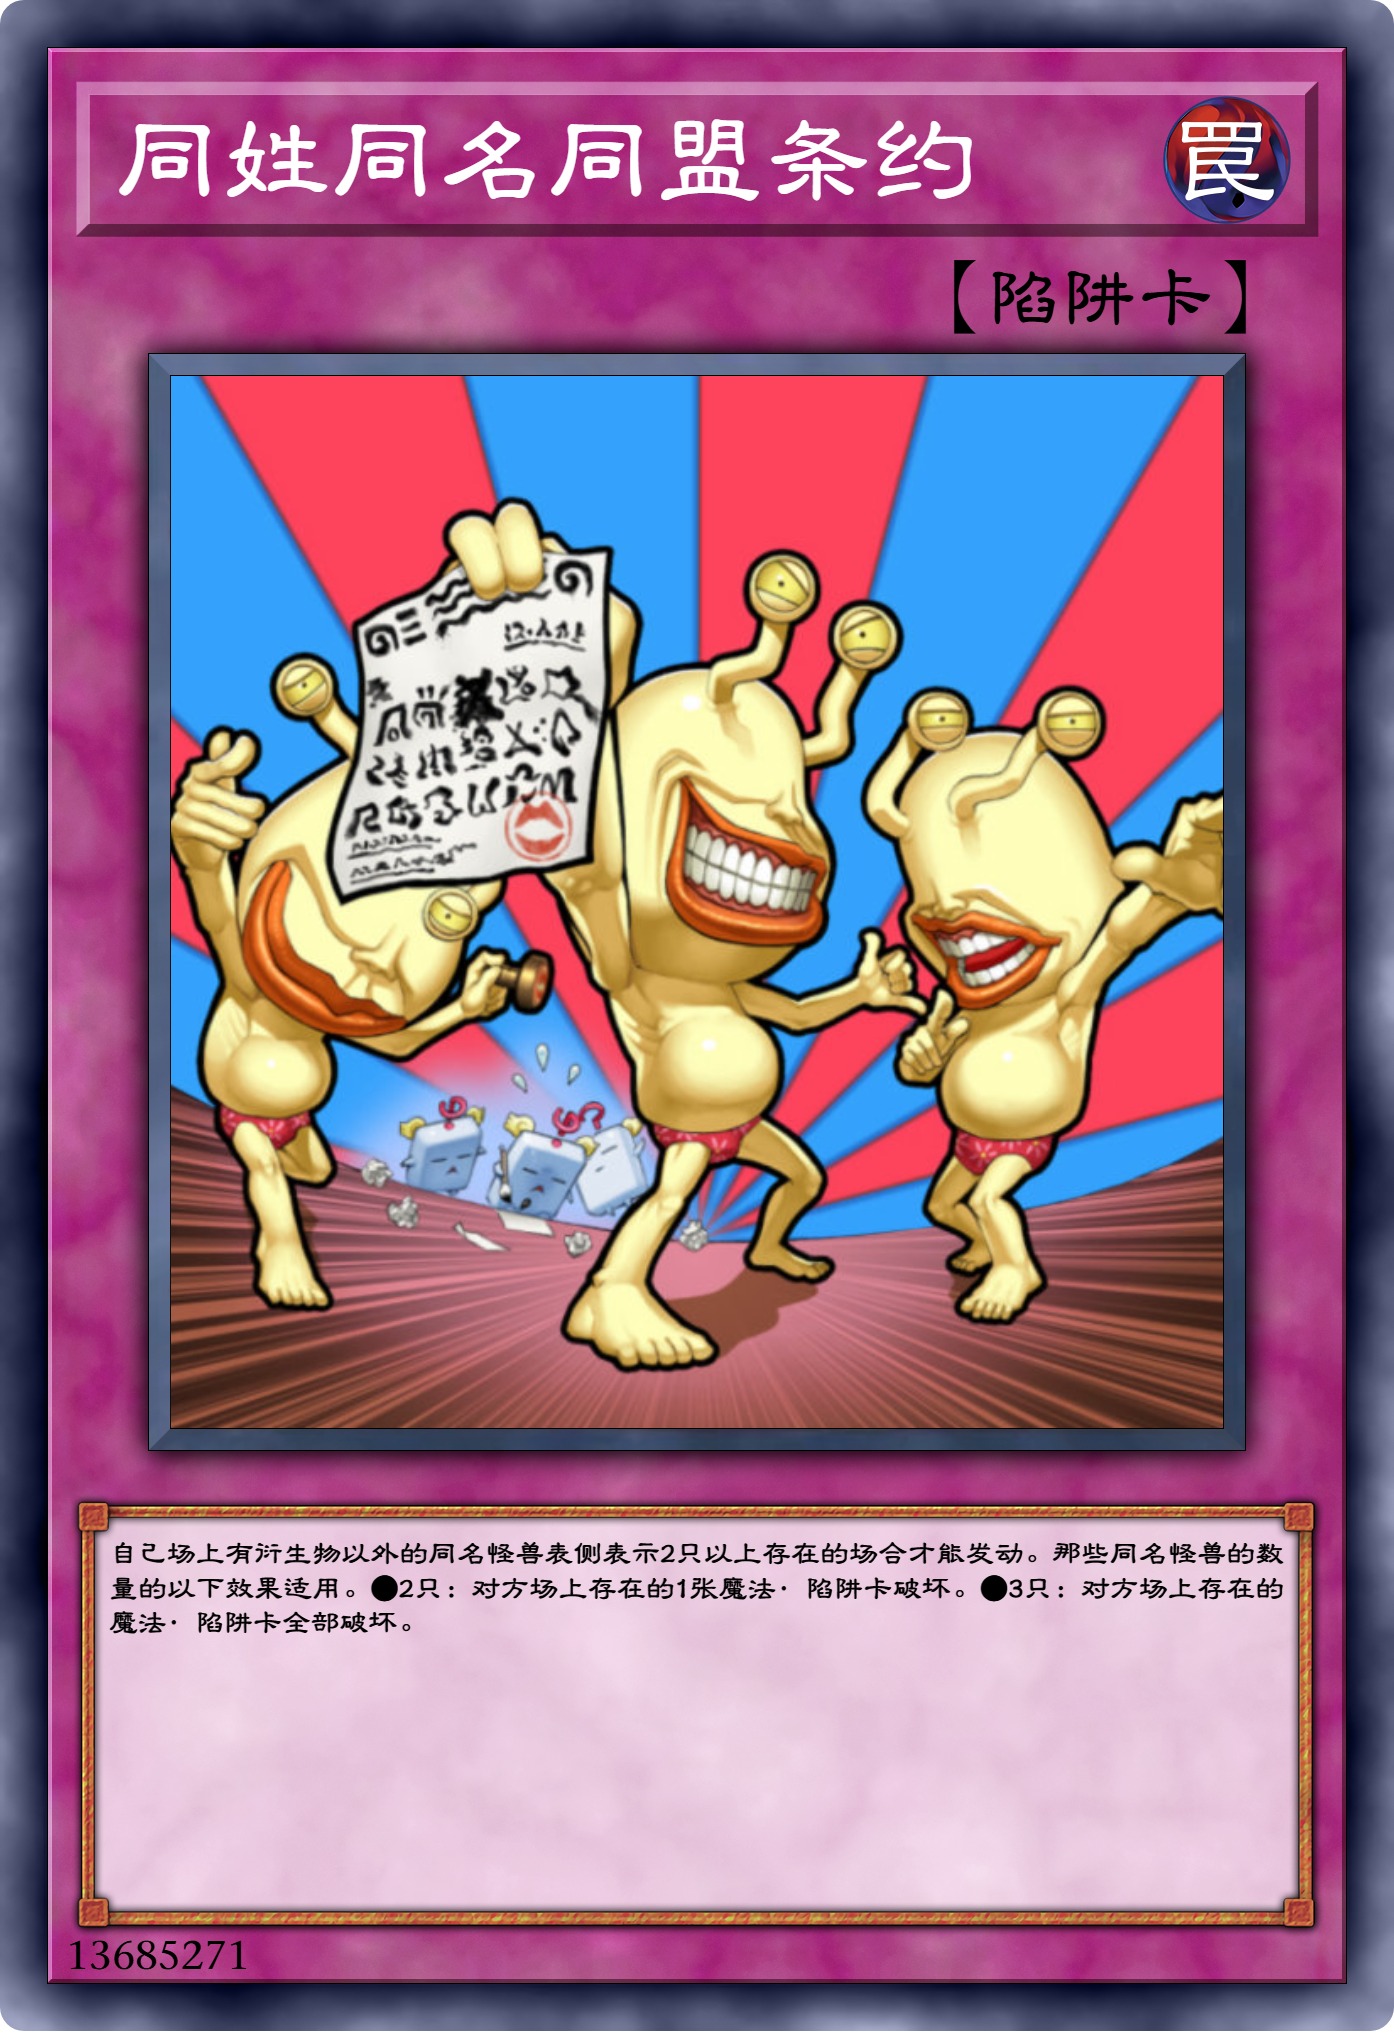 同姓同名同盟条约
罠
【陷阱卡】
自己场上有衍生物以外的同名怪兽表侧表示2只以上存在的场合才能发动。那些同名怪兽的数
量的以下效果适用。●2只：对方场上存在的1张魔法·陷阱卡破坏。●3只：对方场上存在的
魔法·陷阱卡全部破坏。
13685271